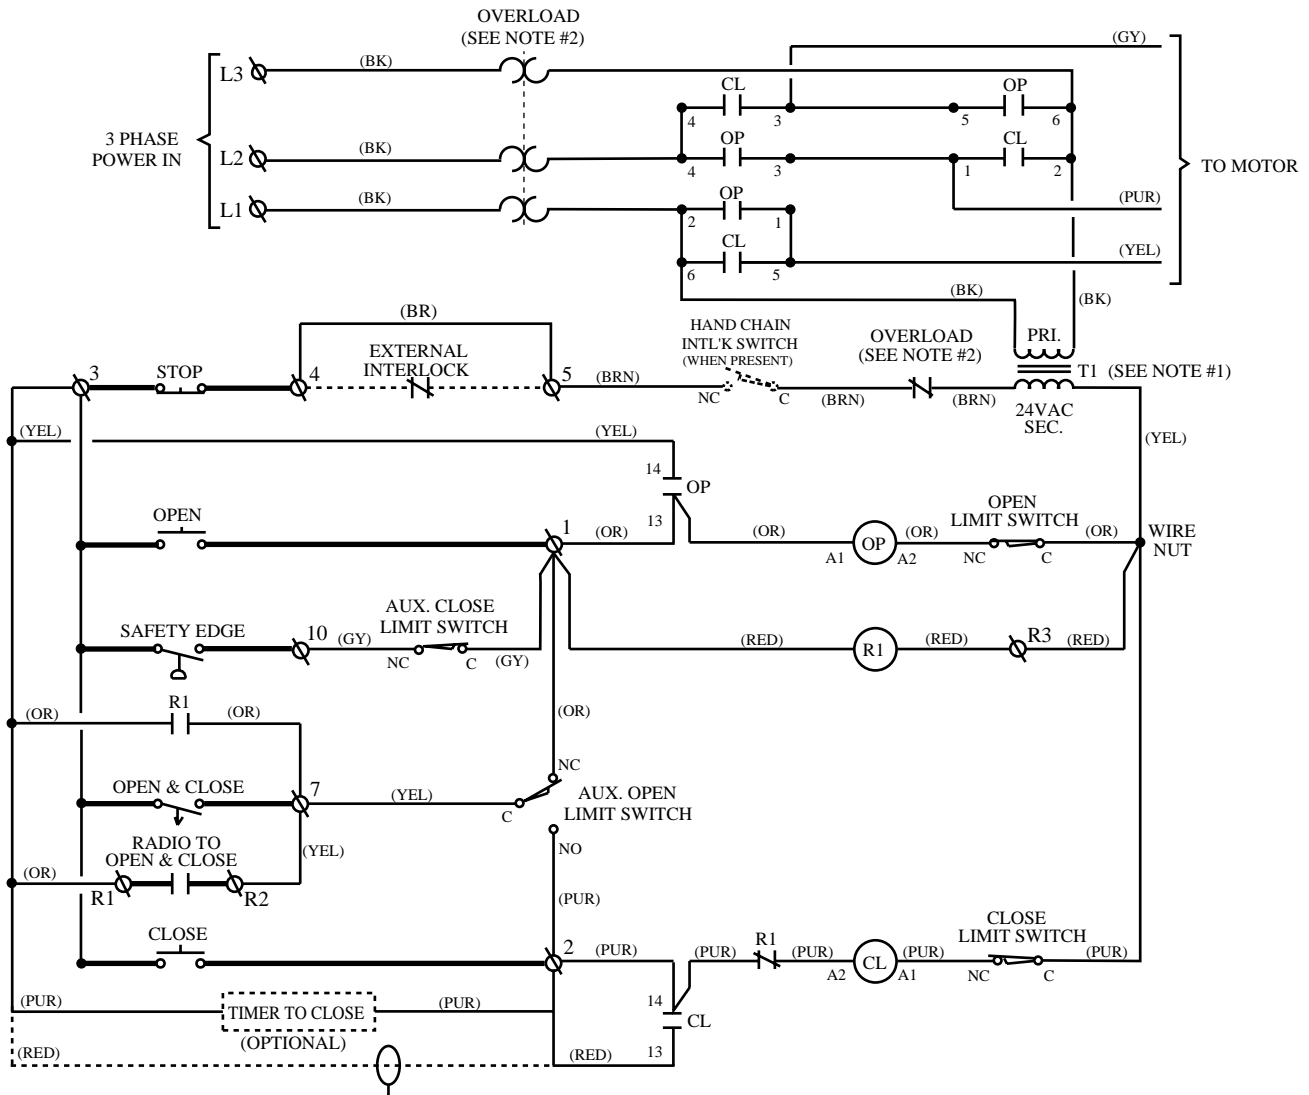 OVERLOAD
(SEE NOTE #2)
(GY)
L3
(BK)
CL
OP
4
3
5
6
3 PHASE
POWER IN
L2
(BK)
OP
CL
4
3
1
2
TO MOTOR
L1
(BK)
OP
2
1
(PUR)
CL
6
5
(YEL)
(BK)
(BK)
(BR)
HAND CHAIN
INTL'K SWITCH
(WHEN PRESENT)
OVERLOAD
(SEE NOTE #2)
PRI.
EXTERNAL
INTERLOCK
3
STOP
4
5
(BRN)
NC
C
(BRN)
(BRN)
T1 (SEE NOTE #1)
24VAC
SEC.
(YEL)
(YEL)
(YEL)
14
OP
13
OPEN
1
(OR)
(OR)
A1
OP
A2
(OR)
OPEN
LIMIT SWITCH
NC
C
(OR)
WIRE
NUT
SAFETY EDGE
10
(GY)
AUX. CLOSE
LIMIT SWITCH
NC
C
(GY)
(RED)
R1
(RED)
R3
(RED)
(OR)
R1
(OR)
(OR)
OPEN & CLOSE
7
(YEL)
NC
C
AUX. OPEN
LIMIT SWITCH
NO
RADIO TO
OPEN & CLOSE
(YEL)
(OR)
R1
R2
(PUR)
CLOSE
2
(PUR)
(PUR)
R1
(PUR)
A2
CL
A1
(PUR)
CLOSE
LIMIT SWITCH
NC
C
(PUR)
(PUR)
TIMER TO CLOSE
(OPTIONAL)
(PUR)
14
CL
13
(RED)
(RED)